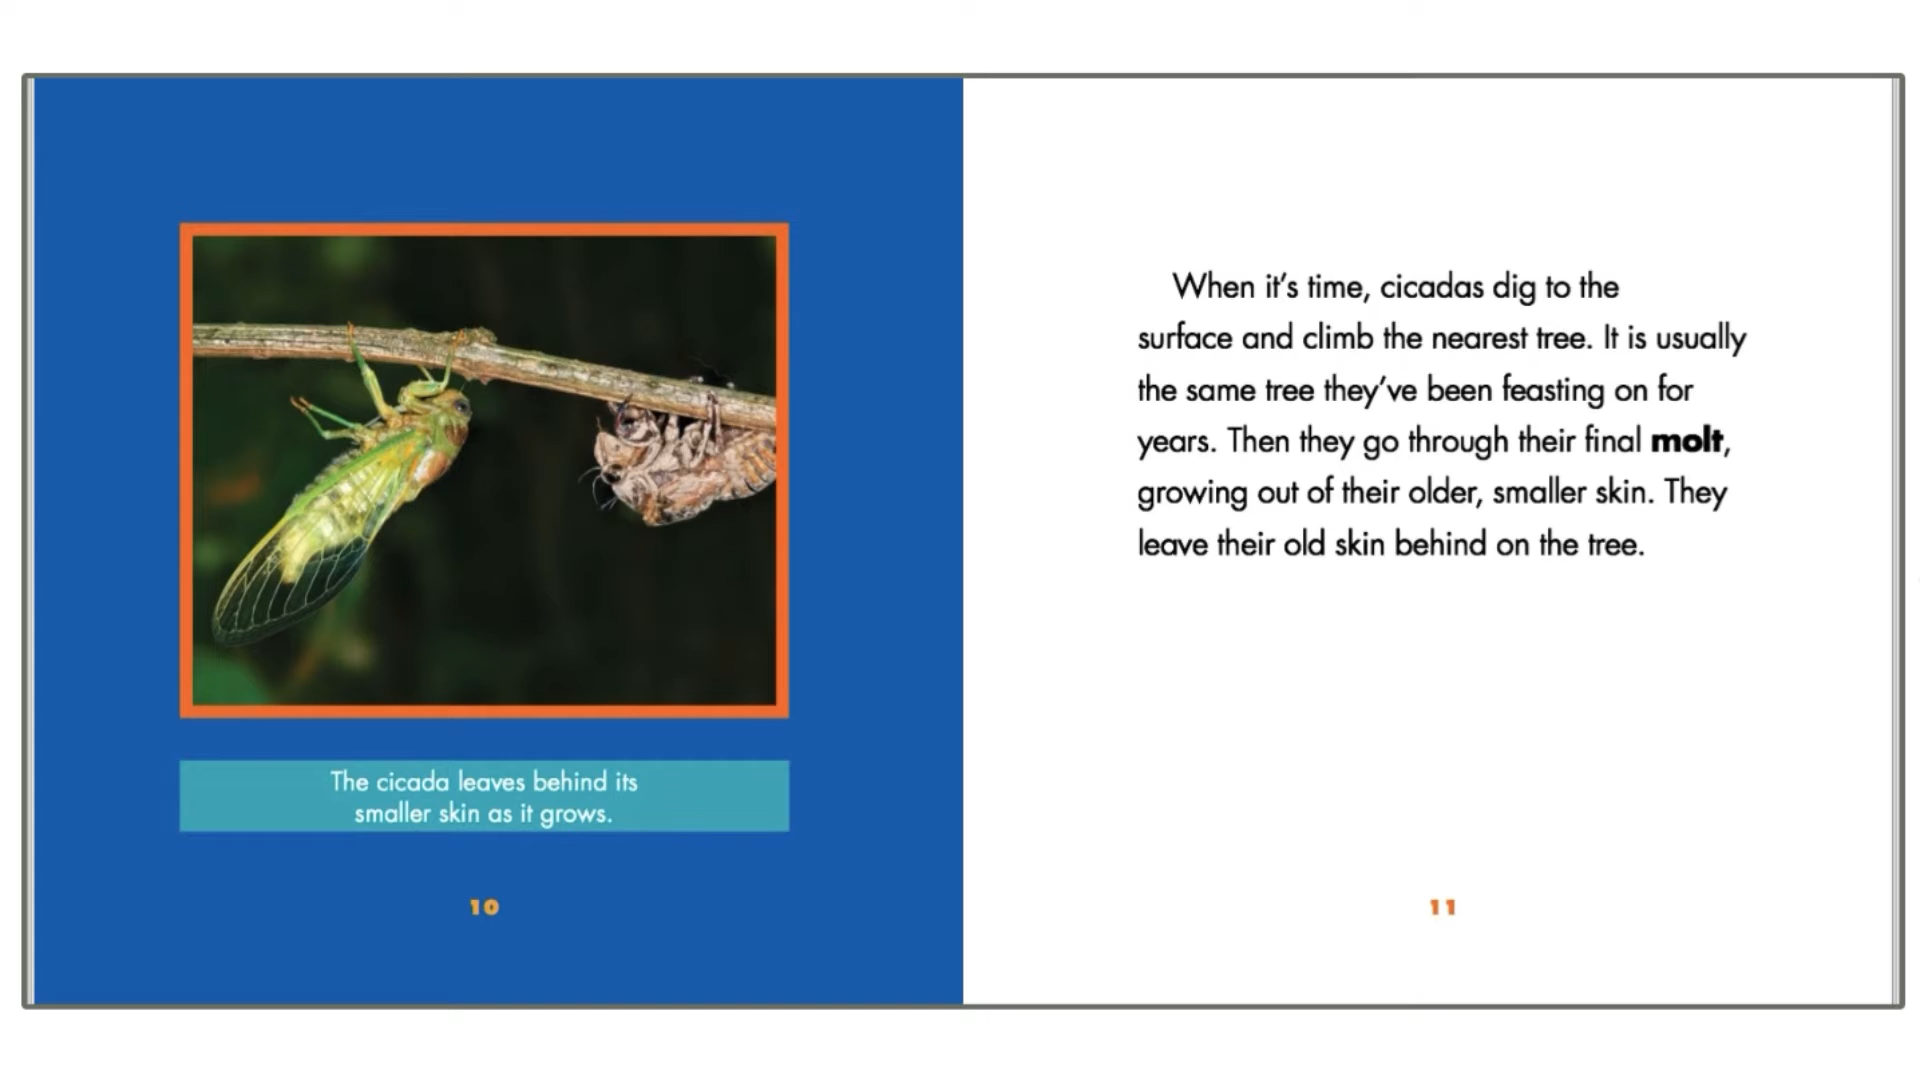 The cicada leaves behind its
smaller skin as it grows.
10
When it's time, cicadas dig to the
surface and climb the nearest tree. It is usually
the same tree they've been feasting on for
years. Then they go through their final molt,
growing out of their older, smaller skin. They
leave their old skin behind on the tree.
11